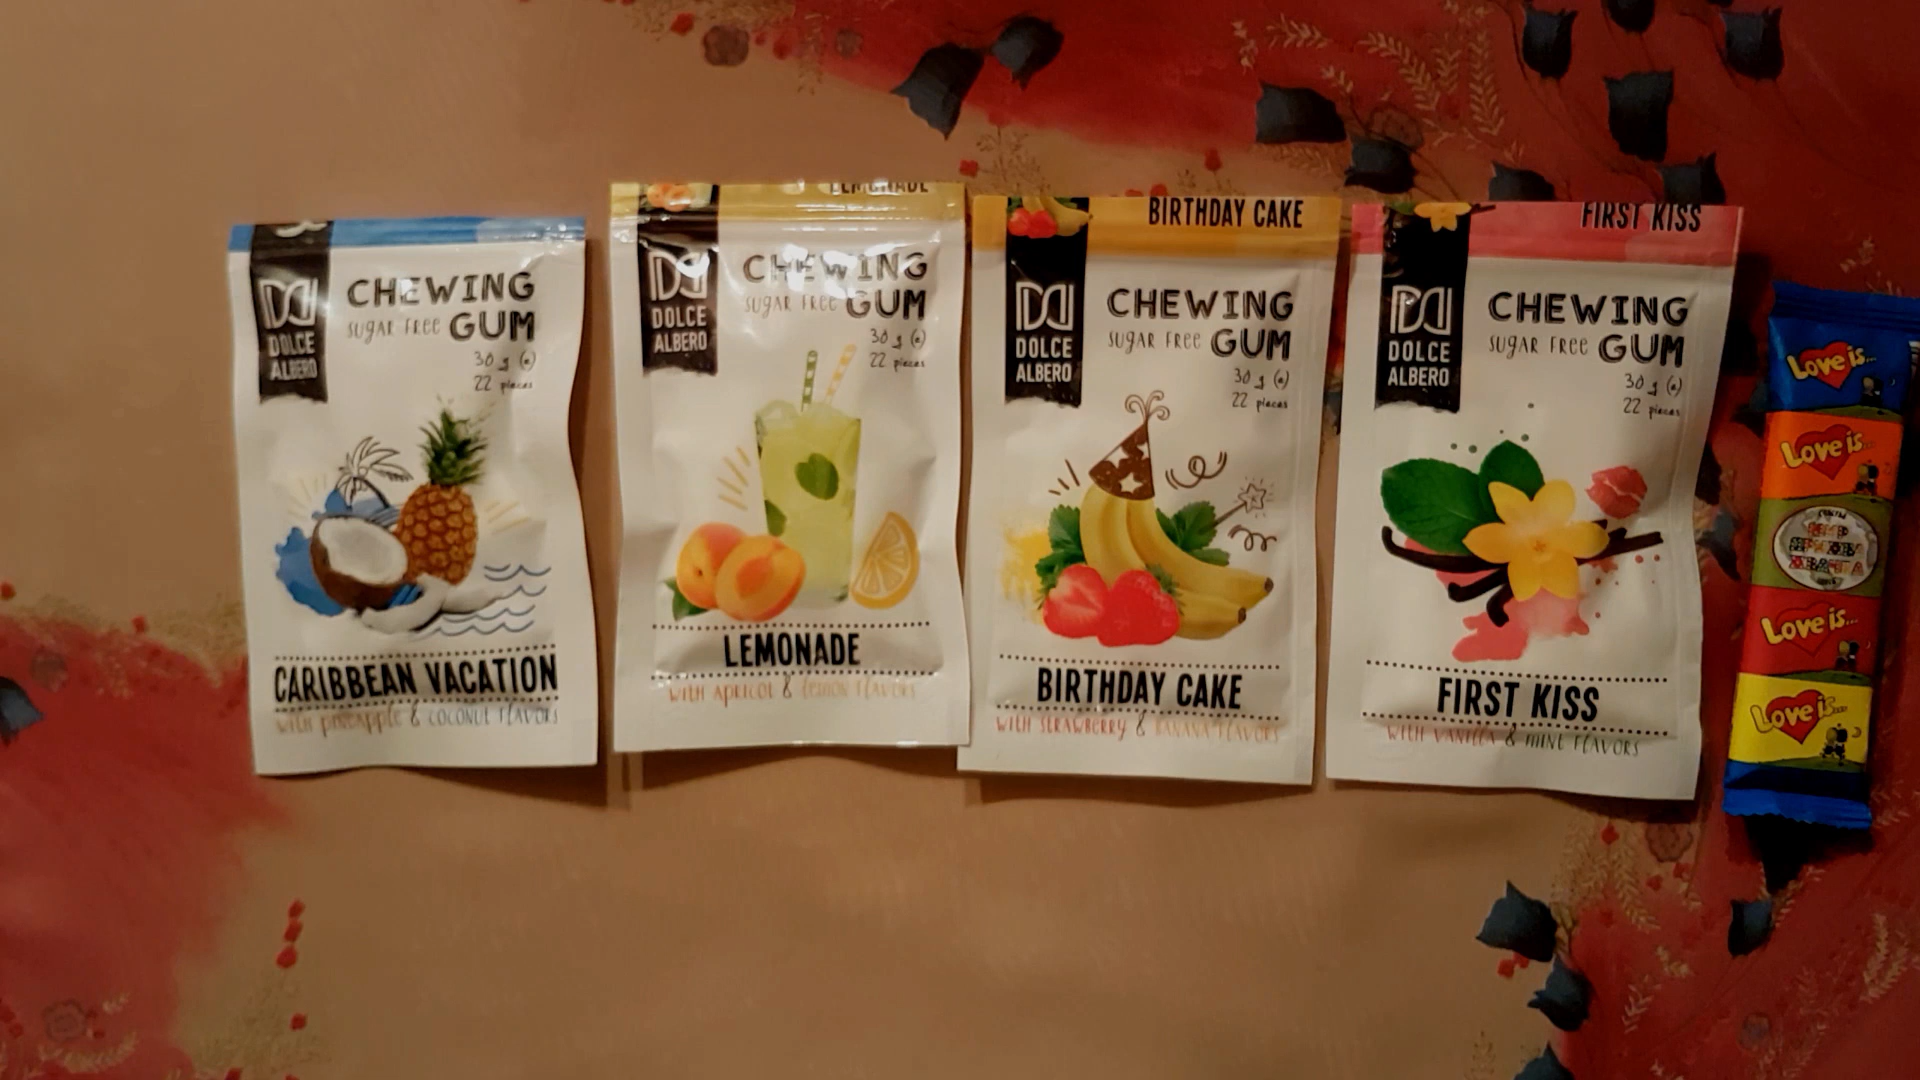 DOLCE
ALBERO
CHEWING
SUGAR FREE GUM
30 g (e)
22 pieces
CARIBBEAN VACATION
WITH pineapple & COCONUT FLAVORS
LEMONADE
DOLCE
ALBERO
CHEWING
SUGAR FREE GUM
30 g (e)
22 pieces
LEMONADE
WITH APRICOT & LEMON FLAVORS
BIRTHDAY CAKE
DOLCE
ALBERO
CHEWING
SUGAR FREE GUM
30 g (e)
22 pieces
BIRTHDAY CAKE
WITH STRAWBERRY & BANANA FLAVORS
FIRST KISS
DOLCE
ALBERO
CHEWING
SUGAR FREE GUM
30 g (e)
22 pieces
FIRST KISS
WITH VANILLA & MINT FLAVORS
Love is...
Love is...
Love is...
Love is...